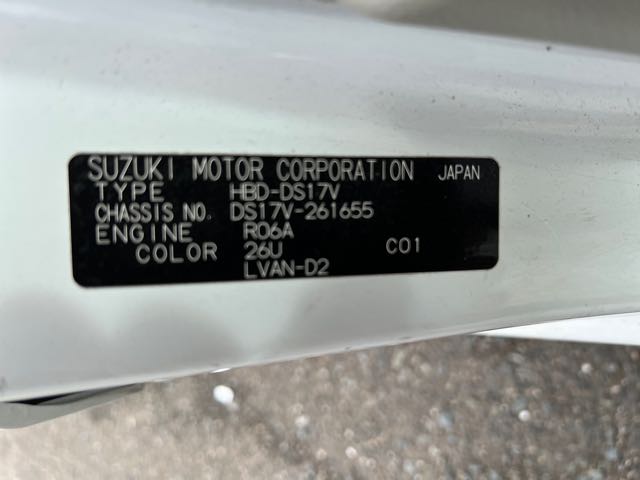 SUZUKI MOTOR CORPORATION JAPAN
TYPE HBD-DS17V
CHASSIS NO. DS17V-261655
ENGINE R06A
COLOR 26U C01
LVAN-D2